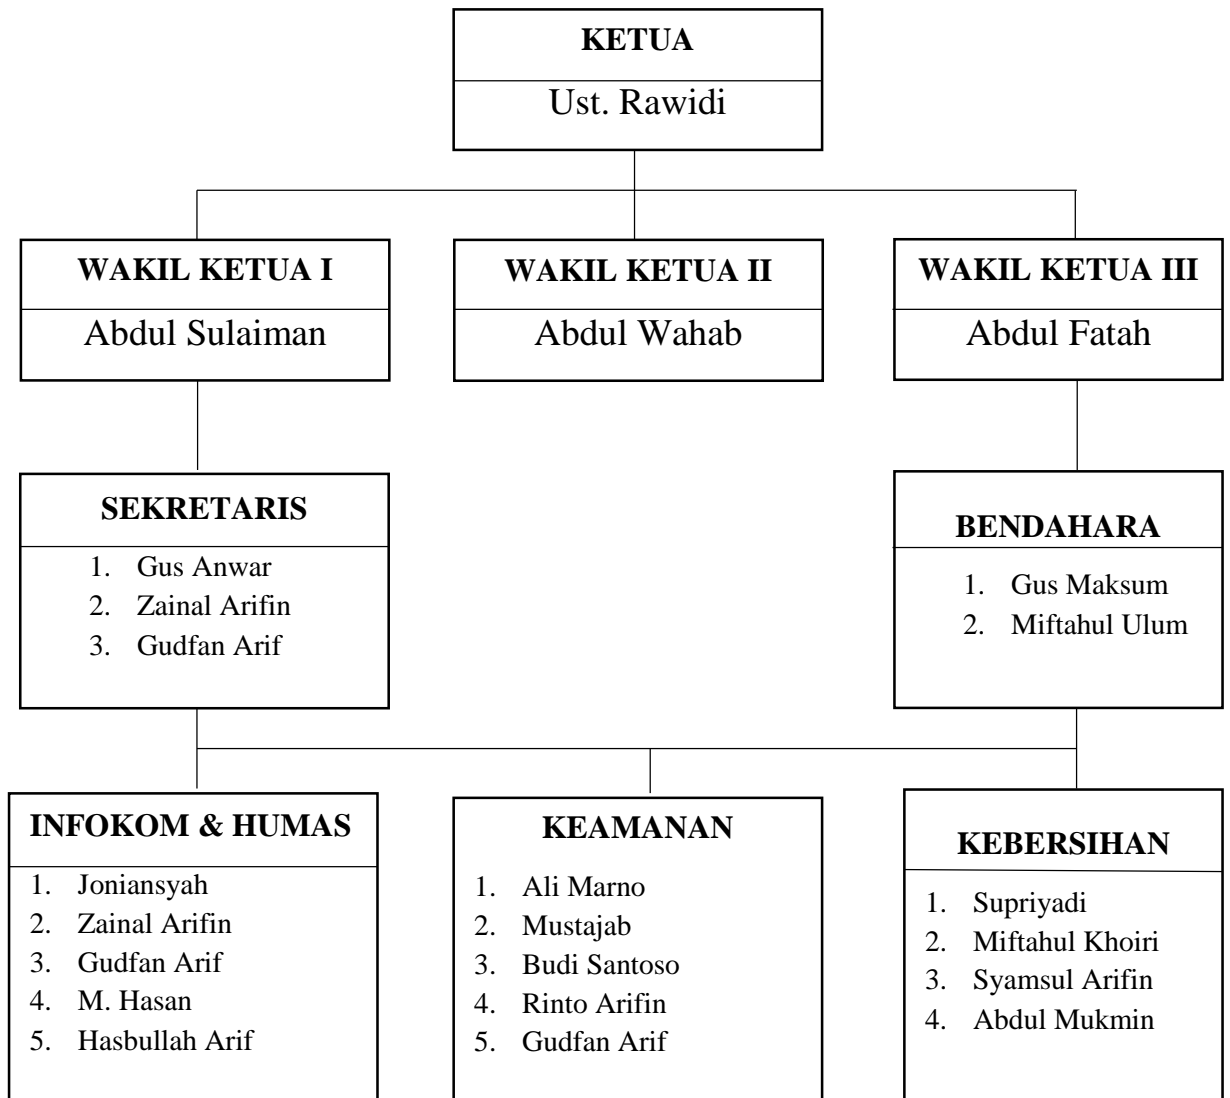 KETUA
Ust. Rawidi
WAKIL KETUA I
Abdul Sulaiman
WAKIL KETUA II
Abdul Wahab
WAKIL KETUA III
Abdul Fatah
SEKRETARIS
1. Gus Anwar
2. Zainal Arifin
3. Gudfan Arif
BENDAHARA
1. Gus Maksum
2. Miftahul Ulum
INFOKOM & HUMAS
1. Joniansyah
2. Zainal Arifin
3. Gudfan Arif
4. M. Hasan
5. Hasbullah Arif
KEAMANAN
1. Ali Marno
2. Mustajab
3. Budi Santoso
4. Rinto Arifin
5. Gudfan Arif
KEBERSIHAN
1. Supriyadi
2. Miftahul Khoiri
3. Syamsul Arifin
4. Abdul Mukmin